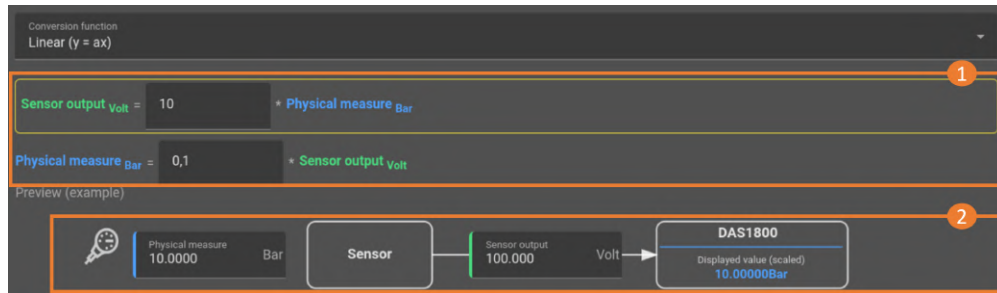 Conversion function
Linear (y = ax)
1
Sensor output Volt = 10 * Physical measure Bar
Physical measure Bar = 0,1 * Sensor output Volt
Preview (example)
2
DAS1800
Physical measure
10.0000 Bar
Sensor
Sensor output
100.000 Volt
Displayed value (scaled)
10.00000Bar